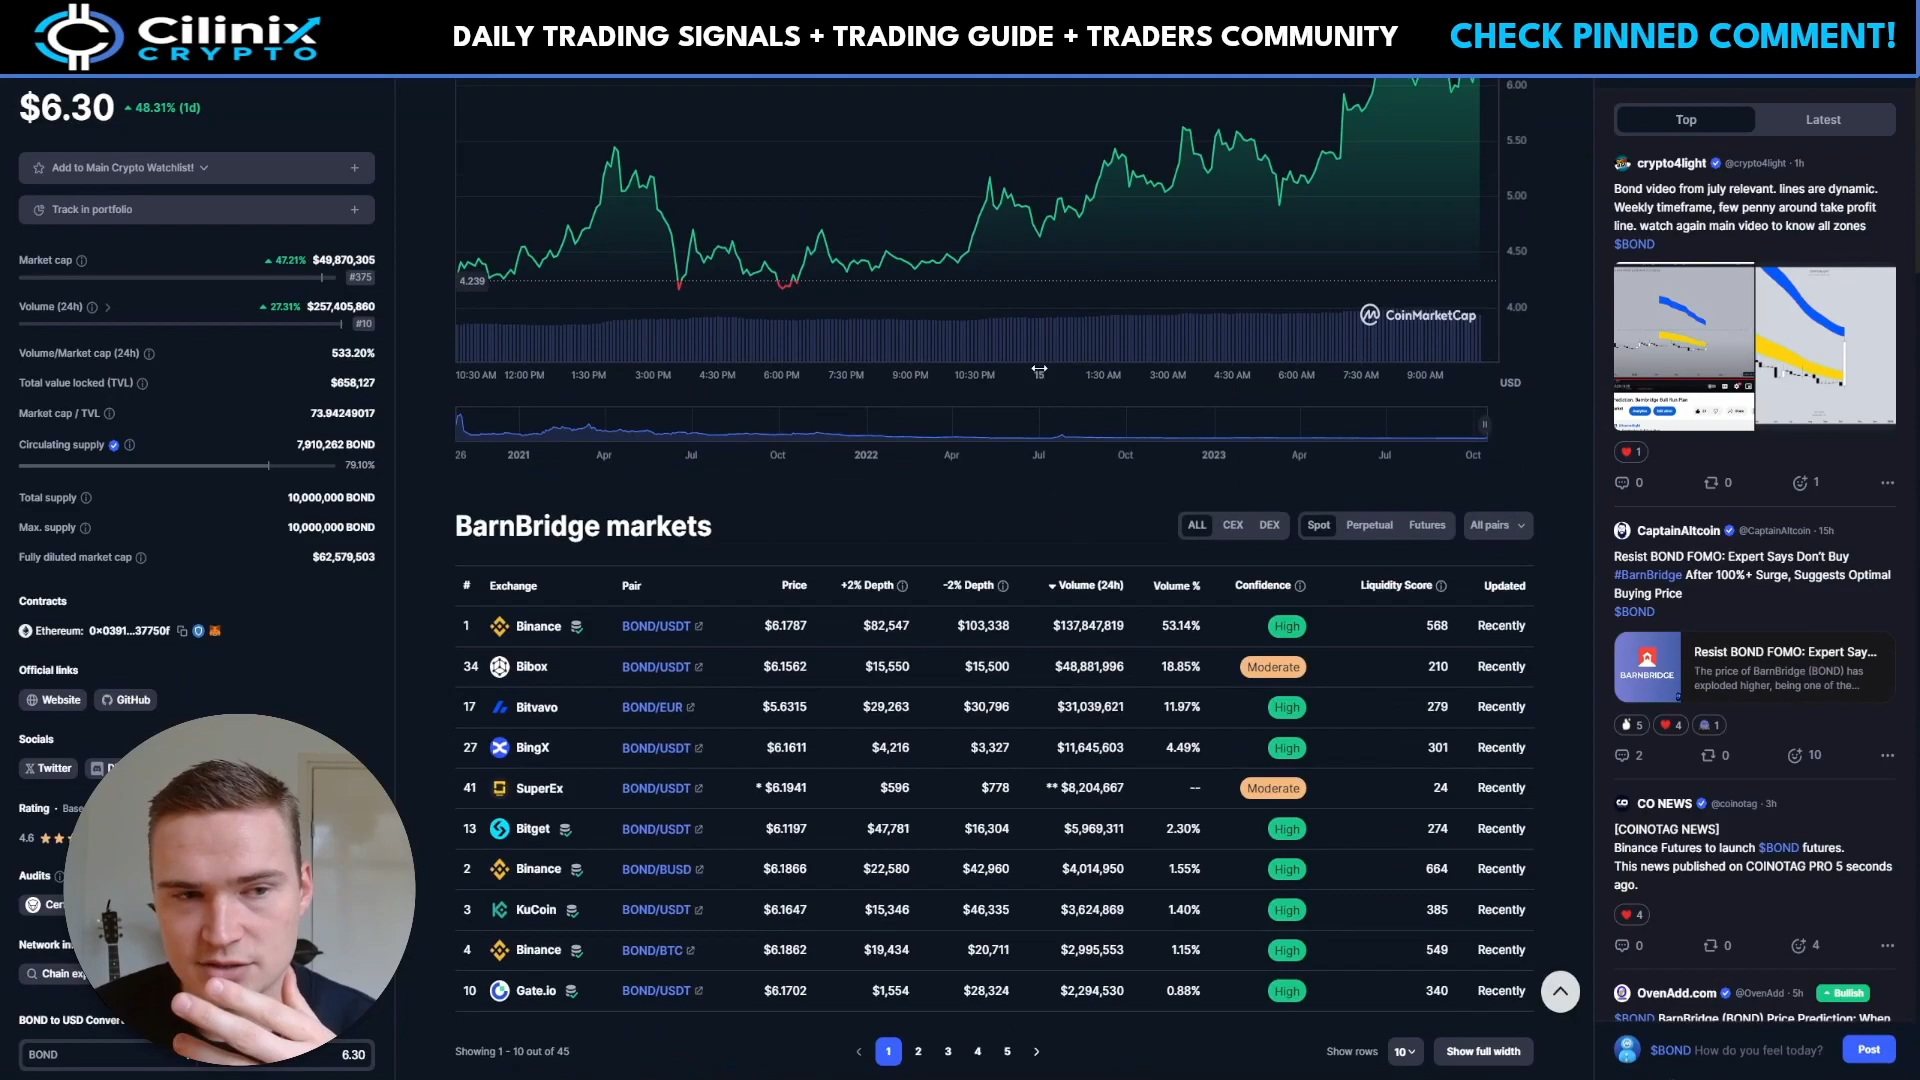 Cilinix
CRYPTO
DAILY TRADING SIGNALS + TRADING GUIDE + TRADERS COMMUNITY
CHECK PINNED COMMENT!
$6.30
48.31% (1d)
Add to Main Crypto Watchlist!
Track in portfolio
Market cap
47.21% $49,870,305
#375
Volume (24h)
27.31% $257,405,860
#10
Volume/Market cap (24h)
533.20%
Total value locked (TVL)
$658,127
Market cap / TVL
73.94249017
Circulating supply
7,910,262 BOND
79.10%
Total supply
10,000,000 BOND
Max. supply
10,000,000 BOND
Fully diluted market cap
$62,579,503
Contracts
Ethereum: 0x0391...37750f
Official links
Website
GitHub
Socials
Twitter
Rating
4.6
Audits
Network in
BOND to USD Conver
BOND
6.30
6.00
5.50
5.00
4.50
4.00
4.239
CoinMarketCap
10:30 AM 12:00 PM 1:30 PM 3:00 PM 4:30 PM 6:00 PM 7:30 PM 9:00 PM 10:30 PM 15 1:30 AM 3:00 AM 4:30 AM 6:00 AM 7:30 AM 9:00 AM
USD
26 2021 Apr Jul Oct 2022 Apr Jul Oct 2023 Apr Jul Oct
BarnBridge markets
ALL CEX DEX
Spot Perpetual Futures
All pairs
# Exchange Pair Price +2% Depth -2% Depth Volume (24h) Volume % Confidence Liquidity Score Updated
1 Binance BOND/USDT $6.1787 $82,547 $103,338 $137,847,819 53.14% High 568 Recently
34 Bibox BOND/USDT $6.1562 $15,550 $15,500 $48,881,996 18.85% Moderate 210 Recently
17 Bitvavo BOND/EUR $5.6315 $29,263 $30,796 $31,039,621 11.97% High 279 Recently
27 BingX BOND/USDT $6.1611 $4,216 $3,327 $11,645,603 4.49% High 301 Recently
41 SuperEx BOND/USDT * $6.1941 $596 $778 ** $8,204,667 -- Moderate 24 Recently
13 Bitget BOND/USDT $6.1197 $47,781 $16,304 $5,969,311 2.30% High 274 Recently
2 Binance BOND/BUSD $6.1866 $22,580 $42,960 $4,014,950 1.55% High 664 Recently
3 KuCoin BOND/USDT $6.1647 $15,346 $46,335 $3,624,869 1.40% High 385 Recently
4 Binance BOND/BTC $6.1862 $19,434 $20,711 $2,995,553 1.15% High 549 Recently
10 Gate.io BOND/USDT $6.1702 $1,554 $28,324 $2,294,530 0.88% High 340 Recently
Showing 1 - 10 out of 45
1 2 3 4 5
Show rows 10
Show full width
Top
Latest
crypto4light @crypto4light · 1h
Bond video from july relevant. lines are dynamic.
Weekly timeframe, few penny around take profit
line. watch again main video to know all zones
$BOND
1
0 0 1
CaptainAltcoin @CaptainAltcoin · 15h
Resist BOND FOMO: Expert Says Don't Buy
#BarnBridge After 100%+ Surge, Suggests Optimal
Buying Price
$BOND
BARNBRIDGE
Resist BOND FOMO: Expert Say...
The price of BarnBridge (BOND) has
exploded higher, being one of the...
5 4 1
2 0 10
CO NEWS @coinotag · 3h
[COINOTAG NEWS]
Binance Futures to launch $BOND futures.
This news published on COINOTAG PRO 5 seconds
ago.
4
0 0 4
OvenAdd.com @OvenAdd · 5h
Bullish
$BOND BarnBridge (BOND) Price Prediction: When
$BOND How do you feel today?
Post